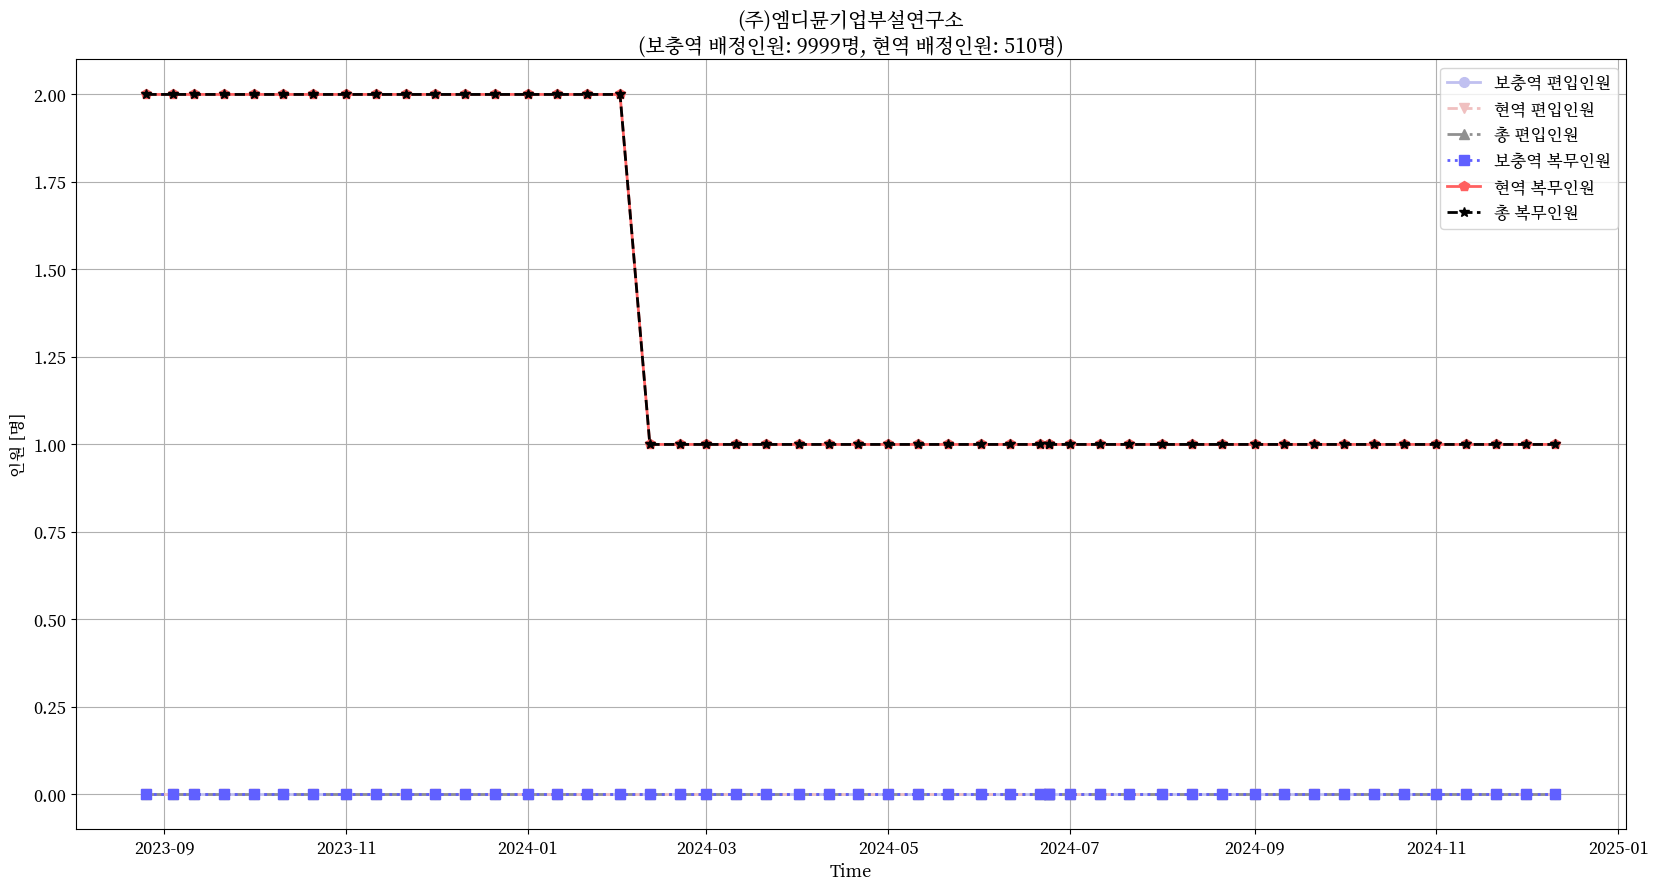 (주)엠디뮨기업부설연구소
(보충역 배정인원: 9999명, 현역 배정인원: 510명)
보충역 편입인원
현역 편입인원
총 편입인원
보충역 복무인원
현역 복무인원
총 복무인원
2.00
1.75
1.50
1.25
1.00
0.75
0.50
0.25
0.00
인원 [명]
2023-09
2023-11
2024-01
2024-03
2024-05
2024-07
2024-09
2024-11
2025-01
Time